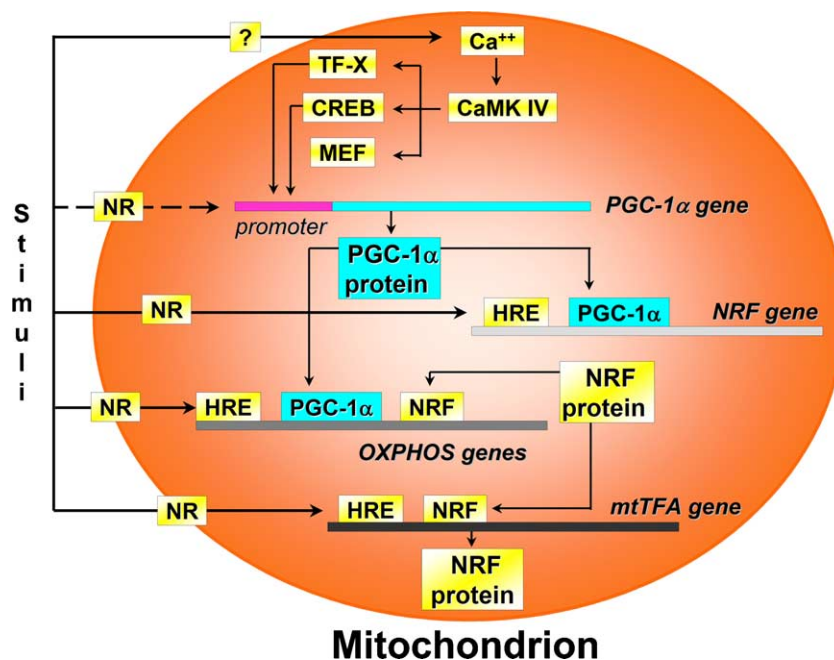 ?
Ca++
TF-X
CREB
CaMK IV
MEF
Stimuli
NR
PGC-1α gene
promoter
PGC-1α
protein
NR
HRE
PGC-1α
NRF gene
NR
HRE
PGC-1α
NRF
NRF
protein
OXPHOS genes
NR
HRE
NRF
mtTFA gene
NRF
protein
Mitochondrion